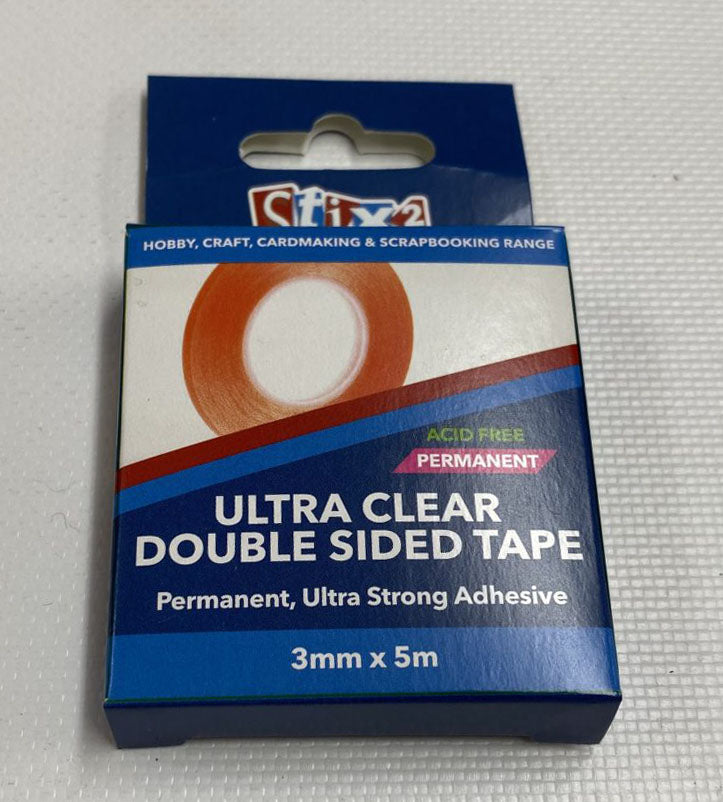 Stix2
HOBBY, CRAFT, CARDMAKING & SCRAPBOOKING RANGE
ACID FREE
PERMANENT
ULTRA CLEAR
DOUBLE SIDED TAPE
Permanent, Ultra Strong Adhesive
3mm x 5m